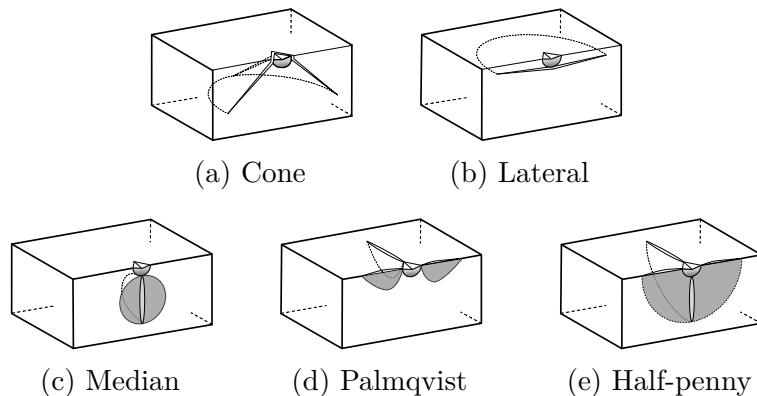 (a) Cone
(b) Lateral
(c) Median
(d) Palmqvist
(e) Half-penny